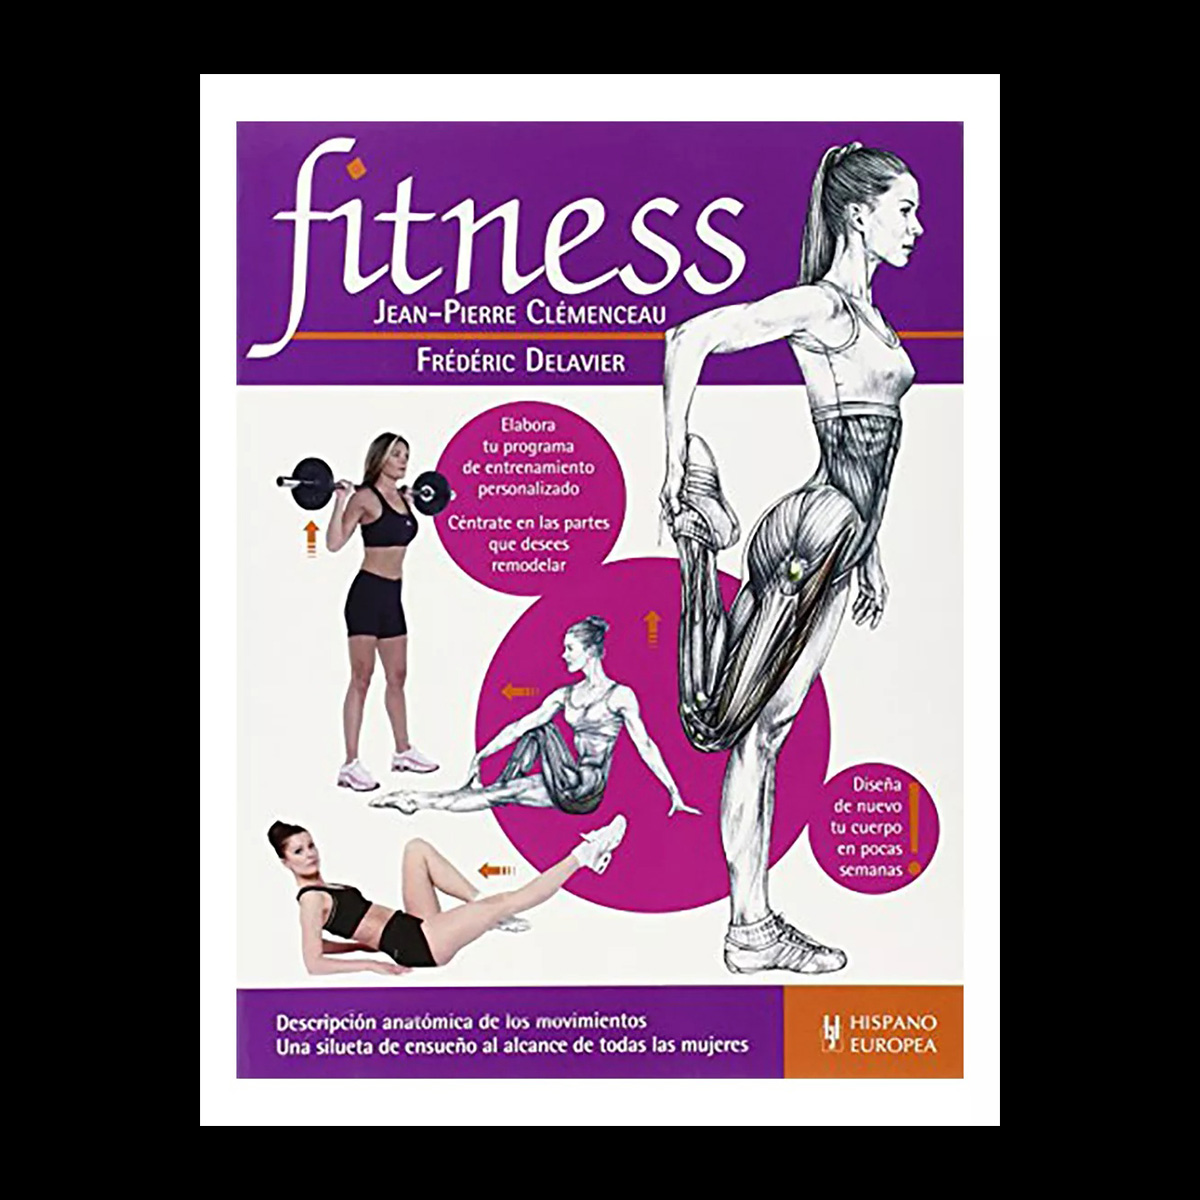 fitness
JEAN-PIERRE CLÉMENCEAU
FRÉDÉRIC DELAVIER
Elabora
tu programa
de entrenamiento
personalizado
Céntrate en las partes
que desees
remodelar
Diseña
de nuevo
tu cuerpo
en pocas
semanas !
Descripción anatómica de los movimientos
Una silueta de ensueño al alcance de todas las mujeres
HISPANO
EUROPEA